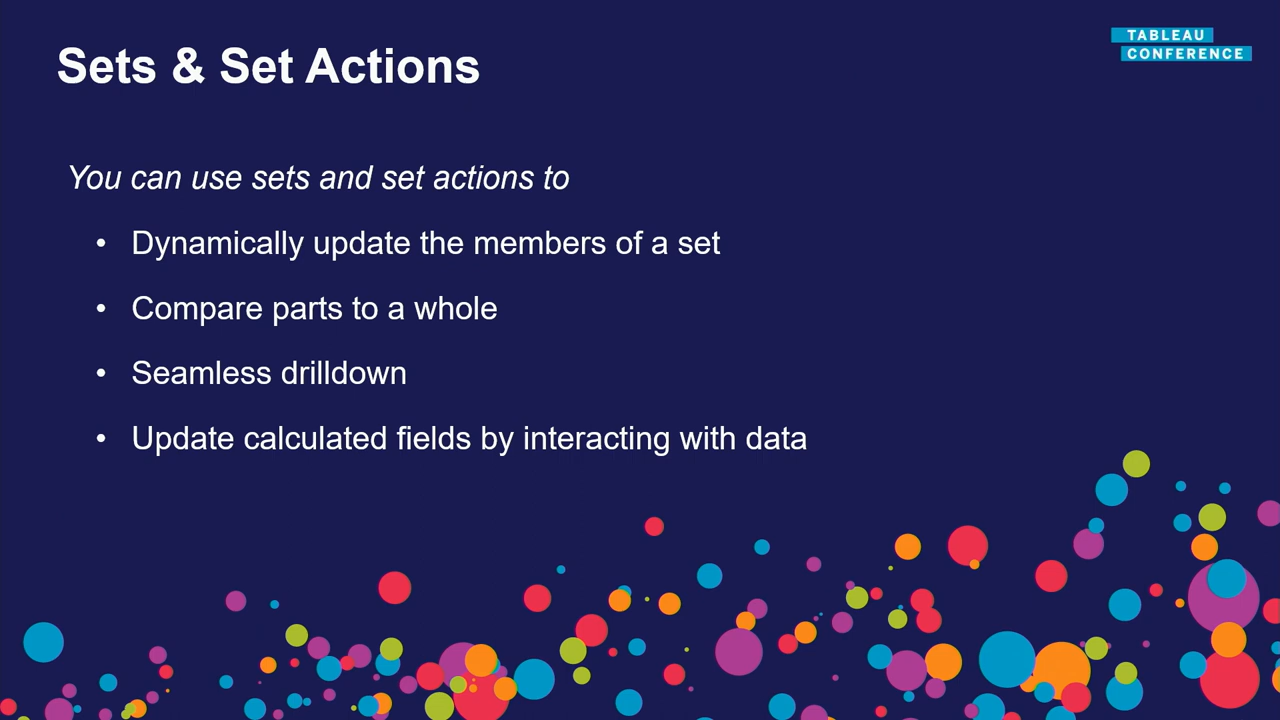 Sets & Set Actions
TABLEAU
CONFERENCE
You can use sets and set actions to
• Dynamically update the members of a set
• Compare parts to a whole
• Seamless drilldown
• Update calculated fields by interacting with data